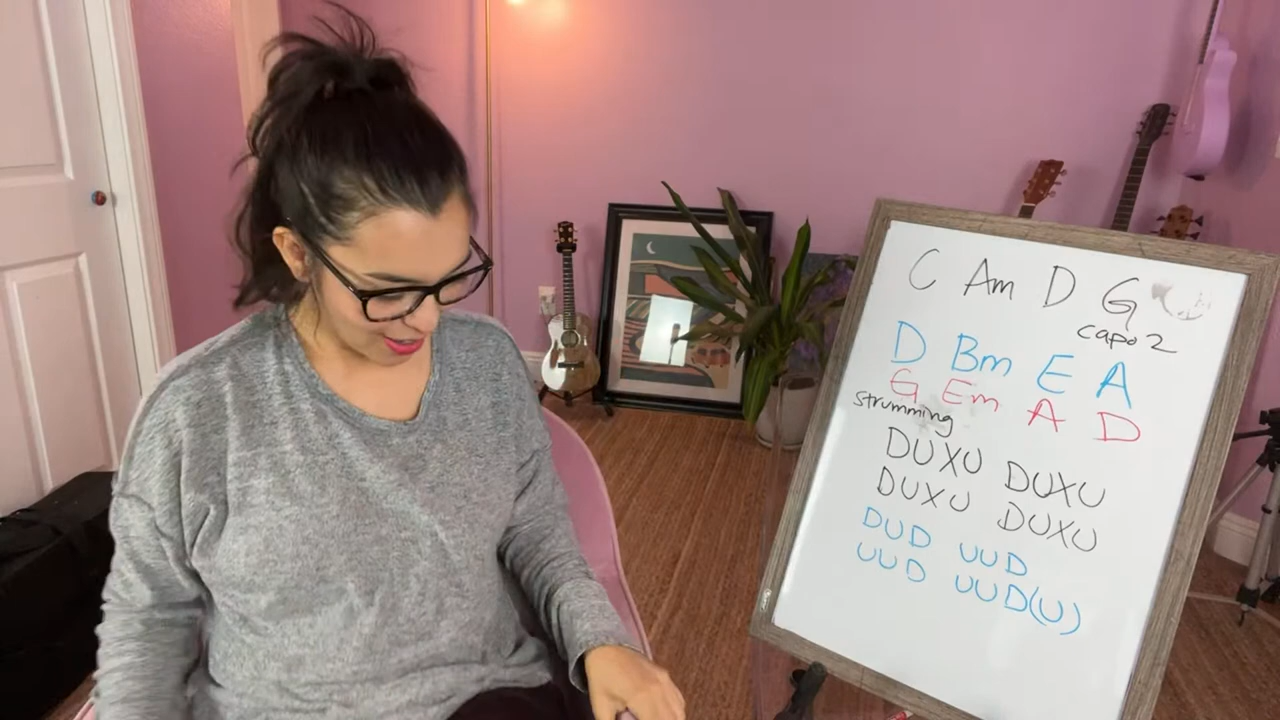 C Am D G
capo 2
D Bm E A
G Em A D
strumming
DUXU DUXU
DUXU DUXU
DUD UUD
UUD UUD(U)